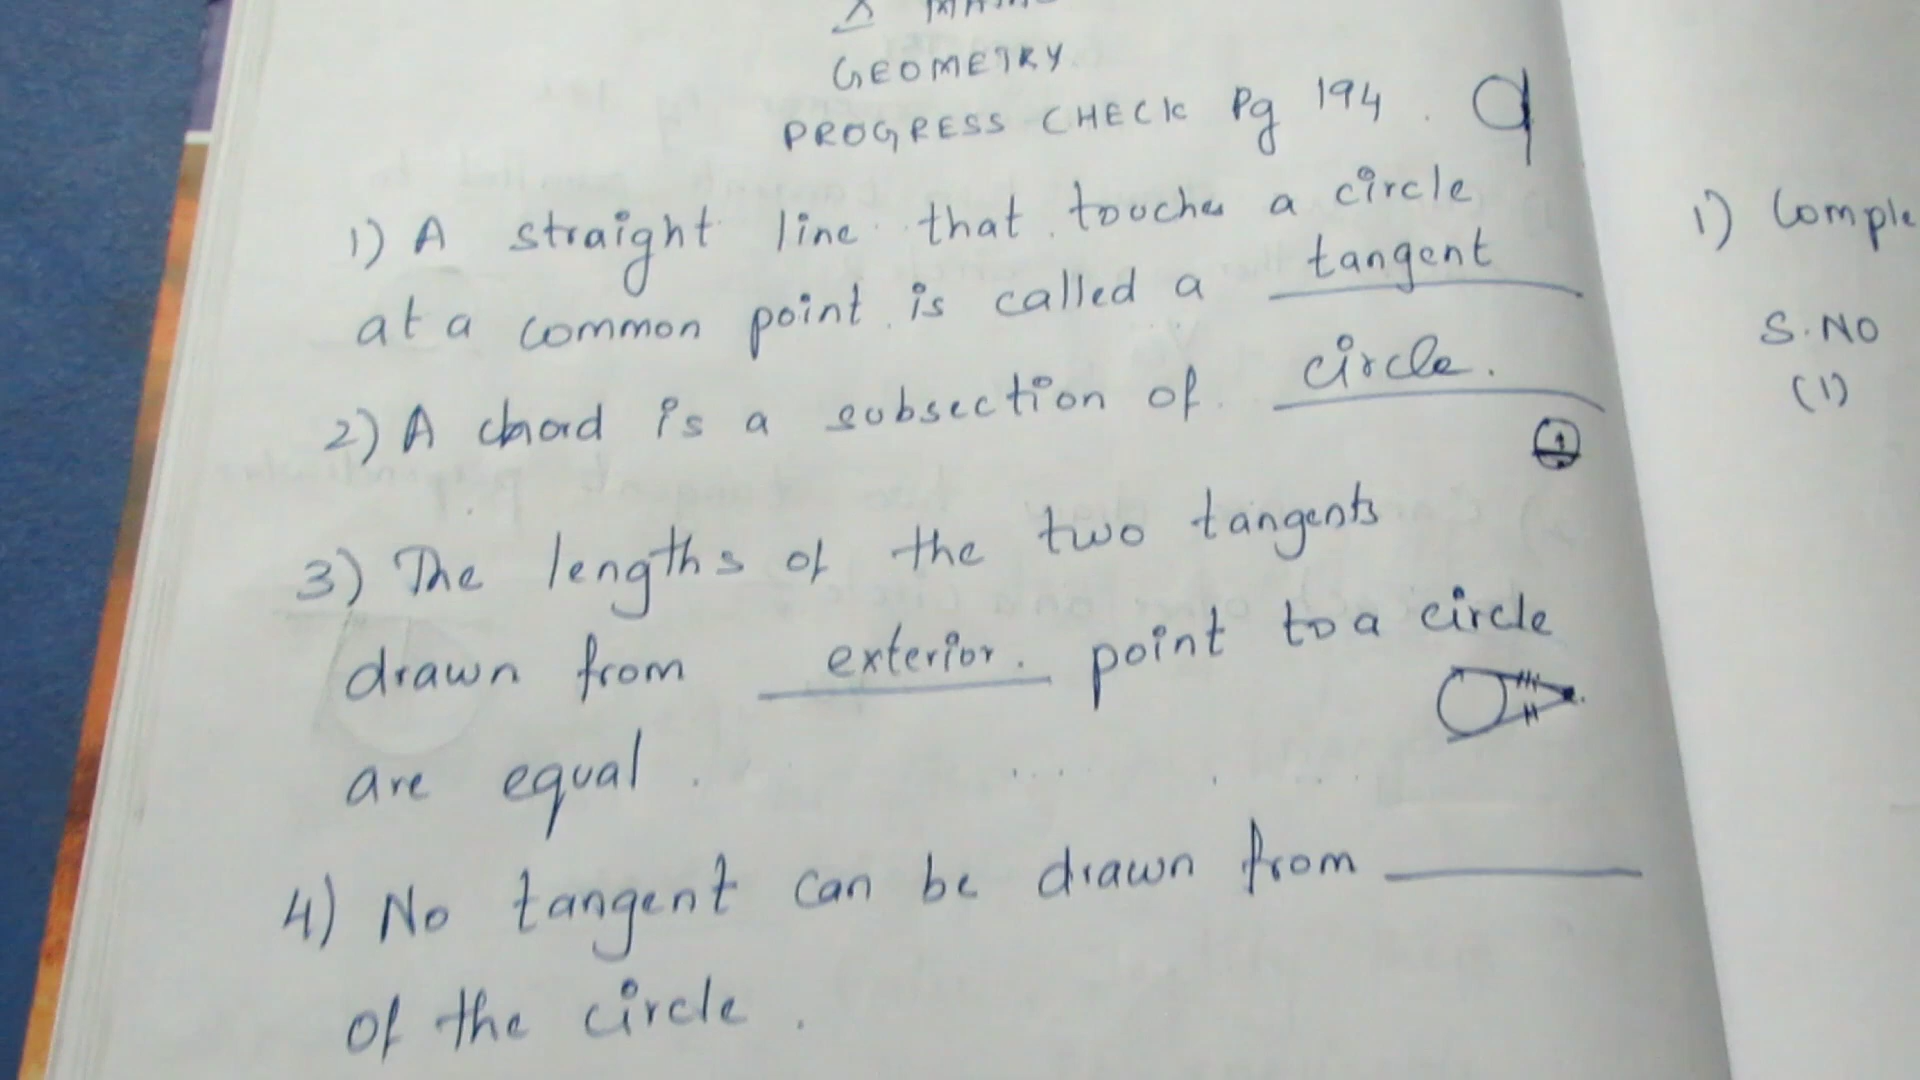 GEOMETRY
PROGRESS CHECK Pg 194.
1) A straight line that touches a circle
at a common point is called a tangent
2) A chord is a subsection of circle.
3) The lengths of the two tangents
drawn from exterior. point to a circle
are equal.
4) No tangent can be drawn from ______
of the circle.
1) Comple
S.NO
(1)